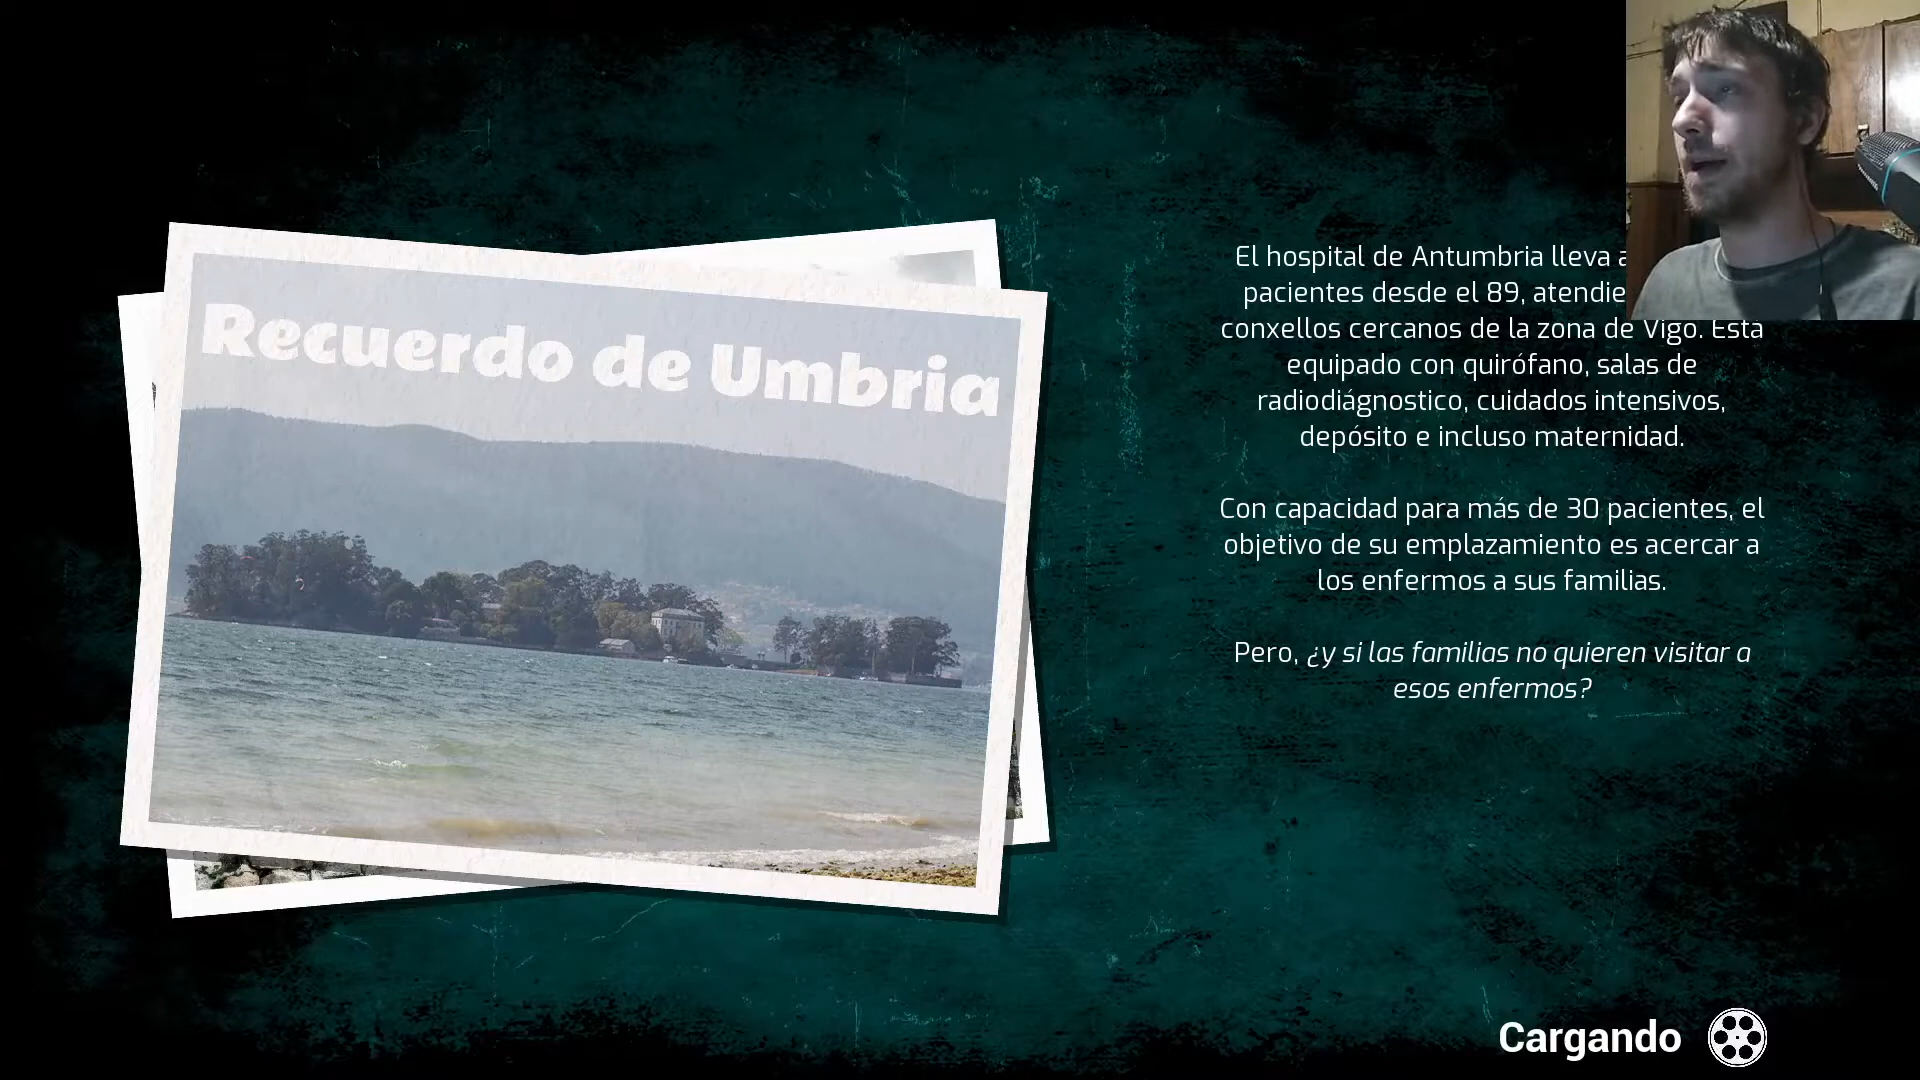 Recuerdo de Umbria
El hospital de Antumbria lleva
pacientes desde el 89,
conxellos cercanos de la zona de Vigo. Está
equipado con quirófano, salas de
radiodiágnostico, cuidados intensivos,
depósito e incluso maternidad.
Con capacidad para más de 30 pacientes, el
objetivo de su emplazamiento es acercar a
los enfermos a sus familias.
Pero, ¿y si las familias no quieren visitar a
esos enfermos?
Cargando